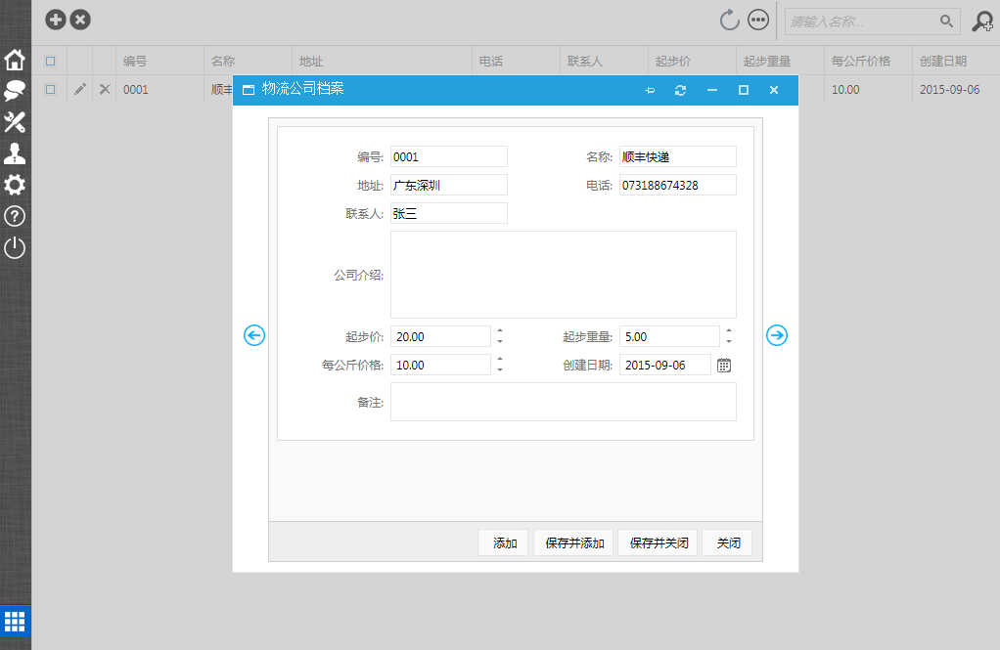 请输入名称...
编号 名称 地址 电话 联系人 起步价 起步重量 每公斤价格 创建日期
0001 顺丰 10.00 2015-09-06
物流公司档案
编号: 0001 名称: 顺丰快递
地址: 广东深圳 电话: 073188674328
联系人: 张三
公司介绍:
起步价: 20.00 起步重量: 5.00
每公斤价格: 10.00 创建日期: 2015-09-06
备注:
添加 保存并添加 保存并关闭 关闭